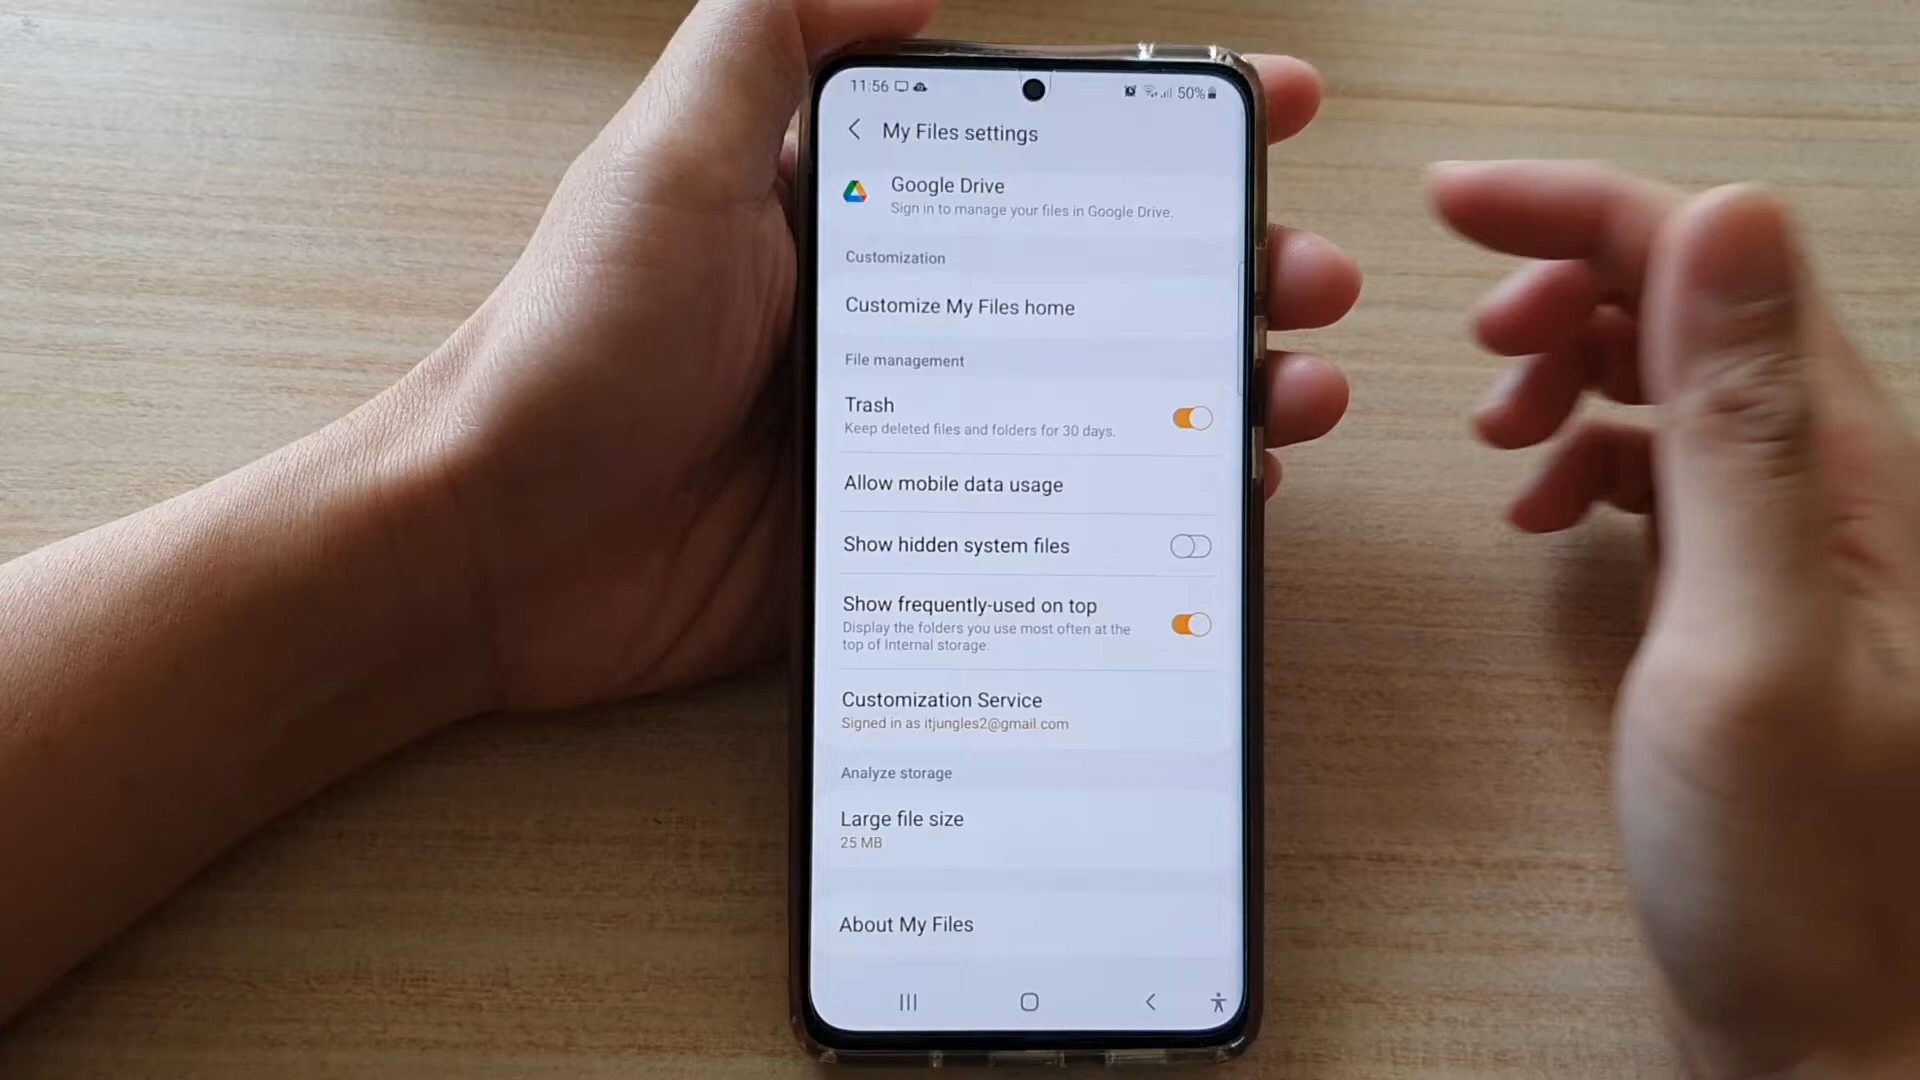 11:56
50%
My Files settings
Google Drive
Sign in to manage your files in Google Drive.
Customization
Customize My Files home
File management
Trash
Keep deleted files and folders for 30 days.
Allow mobile data usage
Show hidden system files
Show frequently-used on top
Display the folders you use most often at the
top of Internal storage.
Customization Service
Signed in as itjungles2@gmail.com
Analyze storage
Large file size
25 MB
About My Files